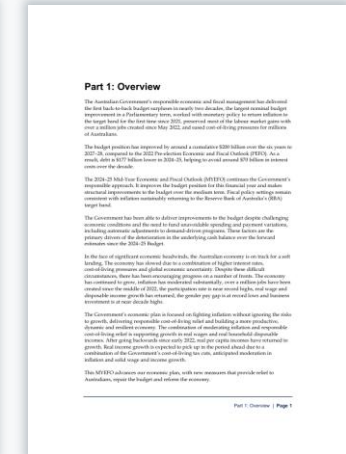 Part 1: Overview
The Australian Government's responsible economic and fiscal management has delivered
the first back-to-back budget surpluses in nearly two decades, the largest nominal budget
improvement in a Parliamentary term, worked with monetary policy to return inflation to
the target band for the first time since 2021, preserved most of the labour market gains with
over a million jobs created since May 2022, and eased cost-of-living pressures for millions
of Australians.
The budget position has improved by around a cumulative $200 billion over the six years to
2027–28, compared to the 2022 Pre-election Economic and Fiscal Outlook (PEFO). As a
result, debt is $177 billion lower in 2024–25, helping to avoid around $70 billion in interest
costs over the decade.
The 2024–25 Mid-Year Economic and Fiscal Outlook (MYEFO) continues the Government's
responsible approach. It improves the budget position for this financial year and makes
structural improvements to the budget over the medium term. Fiscal policy settings remain
consistent with inflation sustainably returning to the Reserve Bank of Australia's (RBA)
target band.
The Government has been able to deliver improvements to the budget despite challenging
economic conditions and the need to fund unavoidable spending and payment variations,
including automatic adjustments to demand-driven programs. These factors are the
primary drivers of the deterioration in the underlying cash balance over the forward
estimates since the 2024–25 Budget.
In the face of significant economic headwinds, the Australian economy is on track for a soft
landing. The economy has slowed due to a combination of higher interest rates,
cost-of-living pressures and global economic uncertainty. Despite these difficult
circumstances, there has been encouraging progress on a number of fronts. The economy
has continued to grow, inflation has moderated substantially, over a million jobs have been
created since the middle of 2022, the participation rate is near record highs, real wage and
disposable income growth has returned, the gender pay gap is at record lows and business
investment is at near decade highs.
The Government's economic plan is focused on fighting inflation without ignoring the risks
to growth, delivering responsible cost-of-living relief and building a more productive,
dynamic and resilient economy. The combination of moderating inflation and responsible
cost-of-living relief is supporting growth in real wages and real household disposable
incomes. After going backwards since early 2022, real per capita incomes have returned to
growth. Real income growth is expected to pick up in the period ahead due to a
combination of the Government's cost-of-living tax cuts, anticipated moderation in
inflation and solid wage and income growth.
This MYEFO advances our economic plan, with new measures that provide relief to
Australians, repair the budget and reform the economy.
Part 1: Overview | Page 1